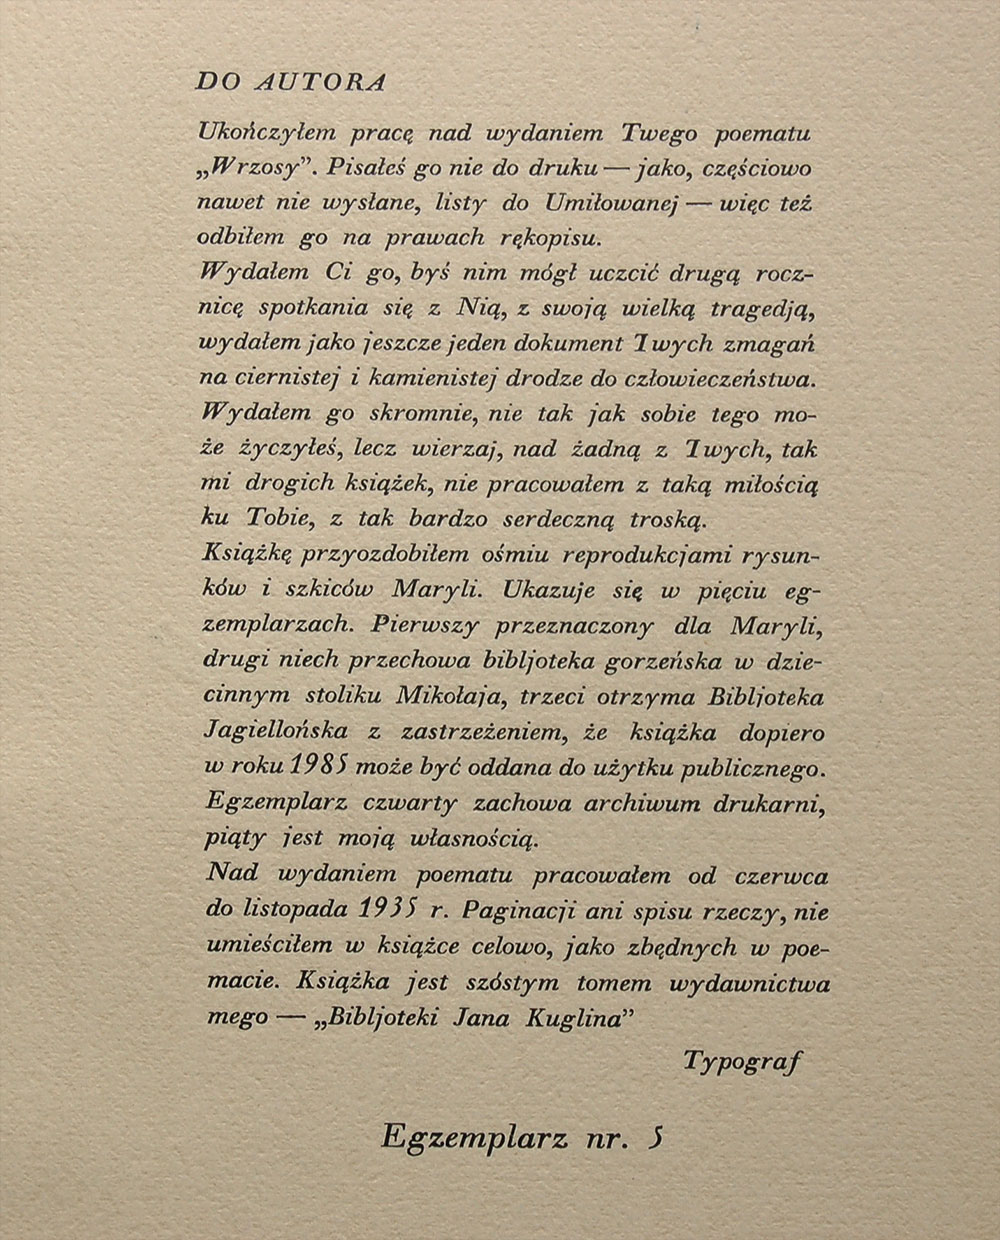 DO AUTORA
Ukończyłem pracę nad wydaniem Twego poematu
„Wrzosy”. Pisałeś go nie do druku — jako, częściowo
nawet nie wysłane, listy do Umiłowanej — więc też
odbiłem go na prawach rękopisu.
Wydałem Ci go, byś nim mógł uczcić drugą rocz-
nicę spotkania się z Nią, z swoją wielką tragedją,
wydałem jako jeszcze jeden dokument Twych zmagań
na ciernistej i kamienistej drodze do człowieczeństwa.
Wydałem go skromnie, nie tak jak sobie tego mo-
że życzyłeś, lecz wierzaj, nad żadną z Twych, tak
mi drogich książek, nie pracowałem z taką miłością
ku Tobie, z tak bardzo serdeczną troską.
Książkę przyozdobiłem ośmiu reprodukcjami rysun-
ków i szkiców Maryli. Ukazuje się w pięciu eg-
zemplarzach. Pierwszy przeznaczony dla Maryli,
drugi niech przechowa bibljoteka gorzeńska w dzie-
cinnym stoliku Mikołaja, trzeci otrzyma Bibljoteka
Jagiellońska z zastrzeżeniem, że książka dopiero
w roku 1985 może być oddana do użytku publicznego.
Egzemplarz czwarty zachowa archiwum drukarni,
piąty jest moją własnością.
Nad wydaniem poematu pracowałem od czerwca
do listopada 1935 r. Paginacji ani spisu rzeczy, nie
umieściłem w książce celowo, jako zbędnych w poe-
macie. Książka jest szóstym tomem wydawnictwa
mego — „Bibljoteki Jana Kuglina”
Typograf
Egzemplarz nr. 5